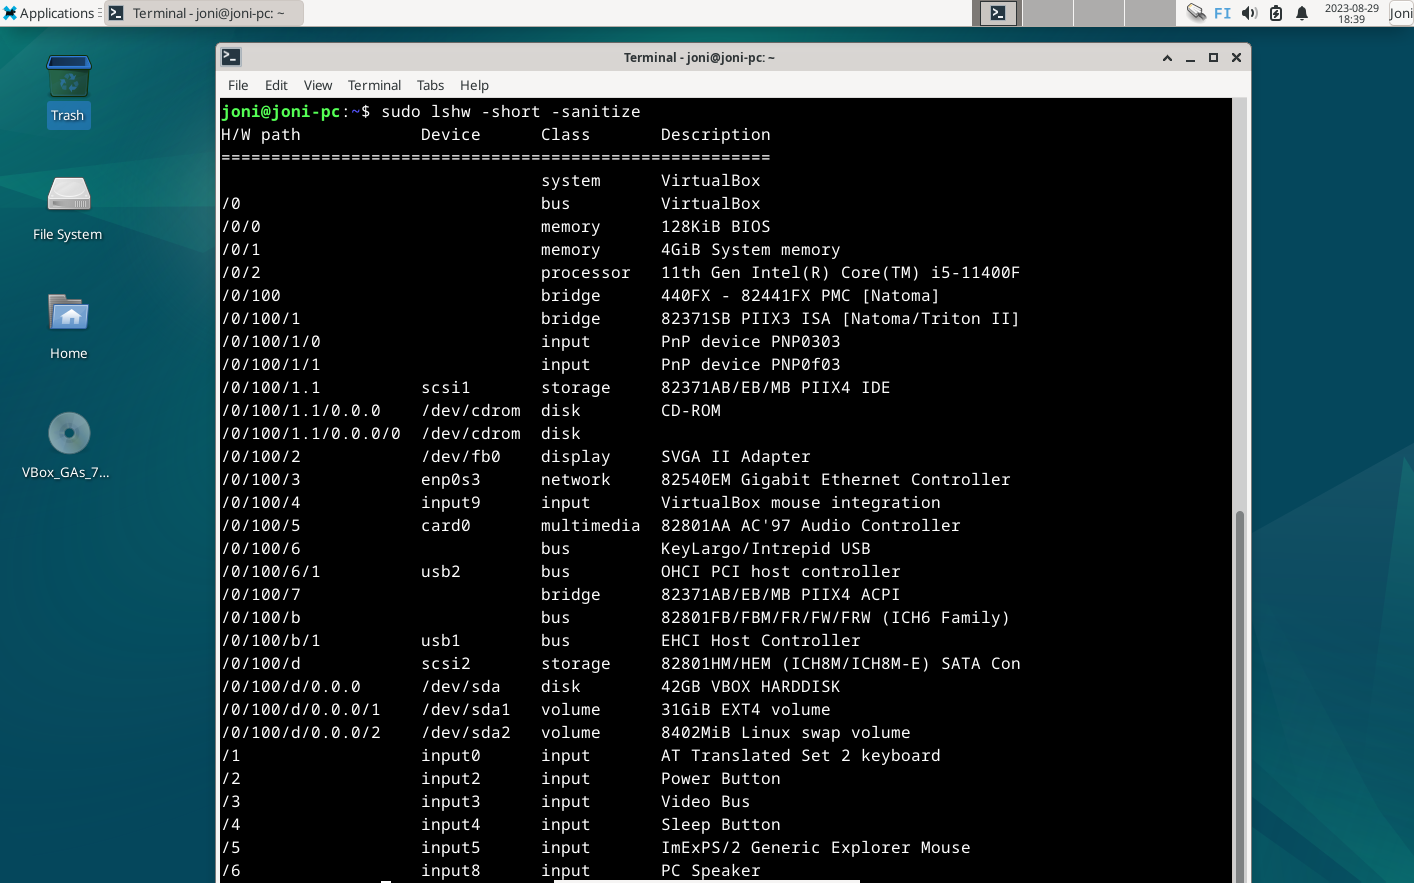 Applications
Terminal - joni@joni-pc: ~
FI
2023-08-29
18:39
Joni
Trash
File System
Home
VBox_GAs_7...
Terminal - joni@joni-pc: ~
File Edit View Terminal Tabs Help
joni@joni-pc:~$ sudo lshw -short -sanitize
H/W path            Device      Class       Description
=======================================================
                                system      VirtualBox
/0                              bus         VirtualBox
/0/0                            memory      128KiB BIOS
/0/1                            memory      4GiB System memory
/0/2                            processor   11th Gen Intel(R) Core(TM) i5-11400F
/0/100                          bridge      440FX - 82441FX PMC [Natoma]
/0/100/1                        bridge      82371SB PIIX3 ISA [Natoma/Triton II]
/0/100/1/0                      input       PnP device PNP0303
/0/100/1/1                      input       PnP device PNP0f03
/0/100/1.1          scsi1       storage     82371AB/EB/MB PIIX4 IDE
/0/100/1.1/0.0.0    /dev/cdrom  disk        CD-ROM
/0/100/1.1/0.0.0/0  /dev/cdrom  disk
/0/100/2            /dev/fb0    display     SVGA II Adapter
/0/100/3            enp0s3      network     82540EM Gigabit Ethernet Controller
/0/100/4            input9      input       VirtualBox mouse integration
/0/100/5            card0       multimedia  82801AA AC'97 Audio Controller
/0/100/6                        bus         KeyLargo/Intrepid USB
/0/100/6/1          usb2        bus         OHCI PCI host controller
/0/100/7                        bridge      82371AB/EB/MB PIIX4 ACPI
/0/100/b                        bus         82801FB/FBM/FR/FW/FRW (ICH6 Family)
/0/100/b/1          usb1        bus         EHCI Host Controller
/0/100/d            scsi2       storage     82801HM/HEM (ICH8M/ICH8M-E) SATA Con
/0/100/d/0.0.0      /dev/sda    disk        42GB VBOX HARDDISK
/0/100/d/0.0.0/1    /dev/sda1   volume      31GiB EXT4 volume
/0/100/d/0.0.0/2    /dev/sda2   volume      8402MiB Linux swap volume
/1                  input0      input       AT Translated Set 2 keyboard
/2                  input2      input       Power Button
/3                  input3      input       Video Bus
/4                  input4      input       Sleep Button
/5                  input5      input       ImExPS/2 Generic Explorer Mouse
/6                  input8      input       PC Speaker